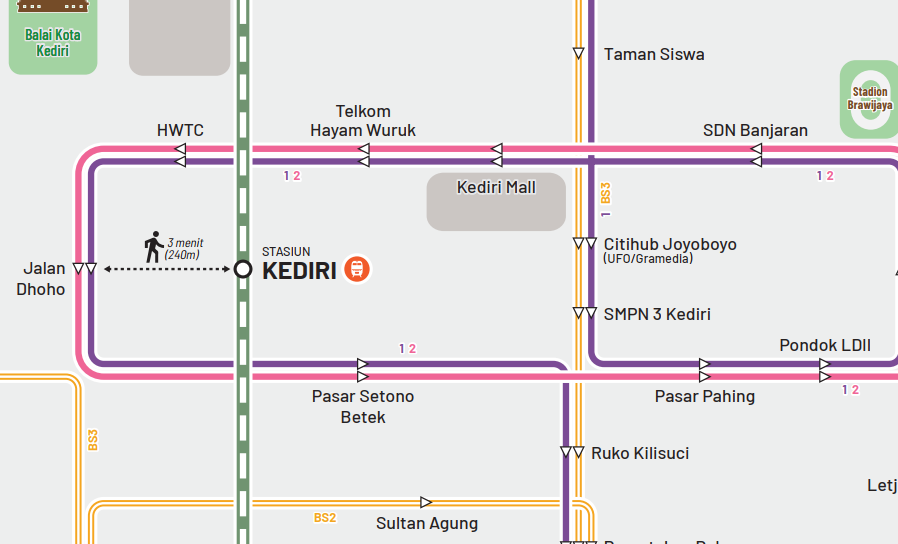 Balai Kota
Kediri
Taman Siswa
Stadion
Brawijaya
Telkom
Hayam Wuruk
HWTC
SDN Banjaran
1 2
1 2
Kediri Mall
1 BS3
Citihub Joyoboyo
(UFO/Gramedia)
3 menit
(240m)
STASIUN
KEDIRI
Jalan
Dhoho
SMPN 3 Kediri
1 2
Pondok LDII
1 2
Pasar Setono
Betek
Pasar Pahing
BS3
Ruko Kilisuci
Letj
BS2
Sultan Agung